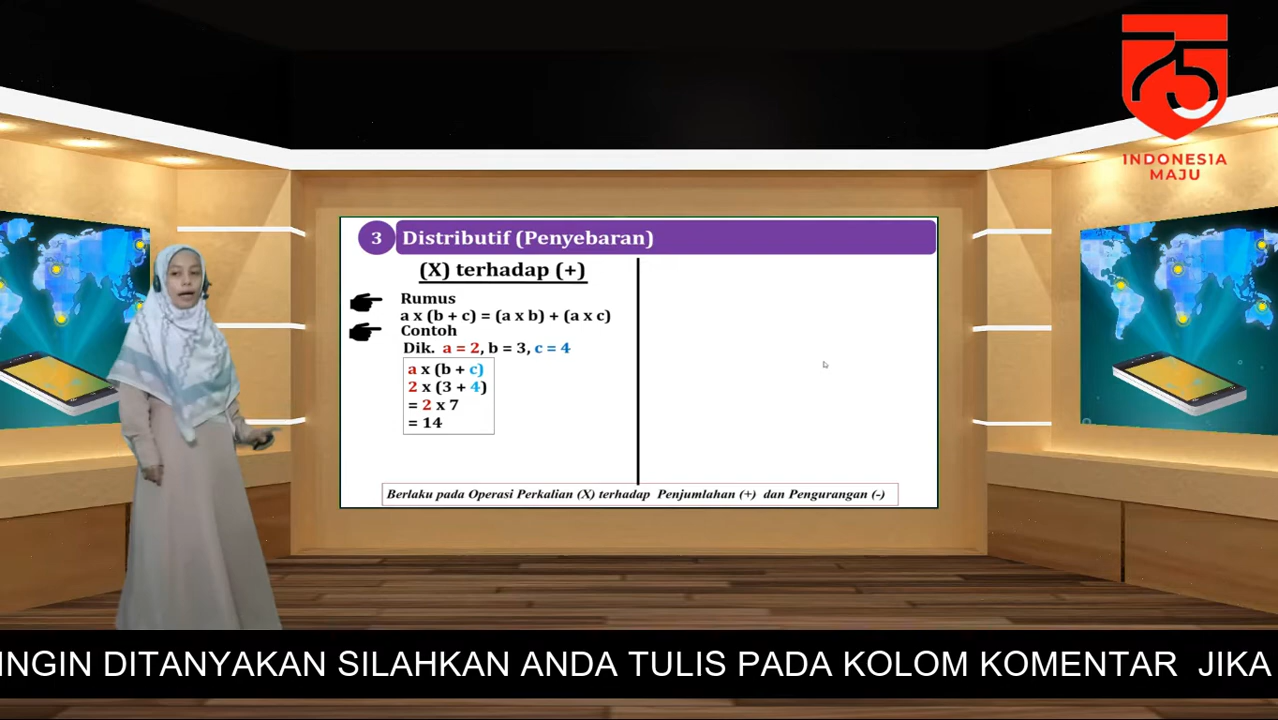 INDONESIA
MAJU
3 Distributif (Penyebaran)
(X) terhadap (+)
Rumus
a x (b + c) = (a x b) + (a x c)
Contoh
Dik. a = 2, b = 3, c = 4
a x (b + c)
2 x (3 + 4)
= 2 x 7
= 14
Berlaku pada Operasi Perkalian (X) terhadap Penjumlahan (+) dan Pengurangan (-)
INGIN DITANYAKAN SILAHKAN ANDA TULIS PADA KOLOM KOMENTAR JIKA